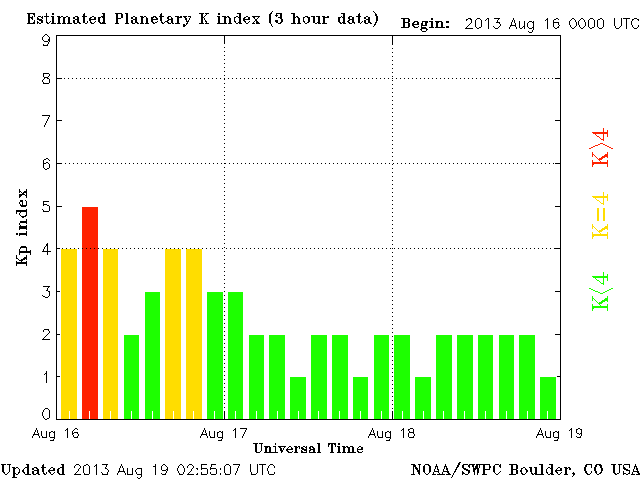 Estimated Planetary K index (3 hour data)
Begin: 2013 Aug 16 0000 UTC
9
8
7
6
5
4
3
2
1
0
Kp index
K>4
K=4
K<4
Aug 16
Aug 17
Aug 18
Aug 19
Universal Time
Updated 2013 Aug 19 02:55:07 UTC
NOAA/SWPC Boulder, CO USA